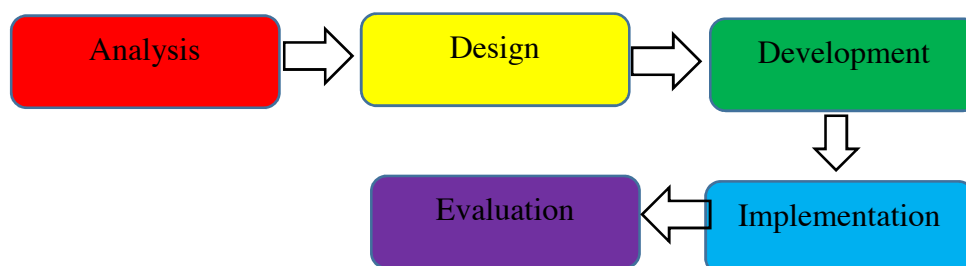 Analysis
Design
Development
Implementation
Evaluation